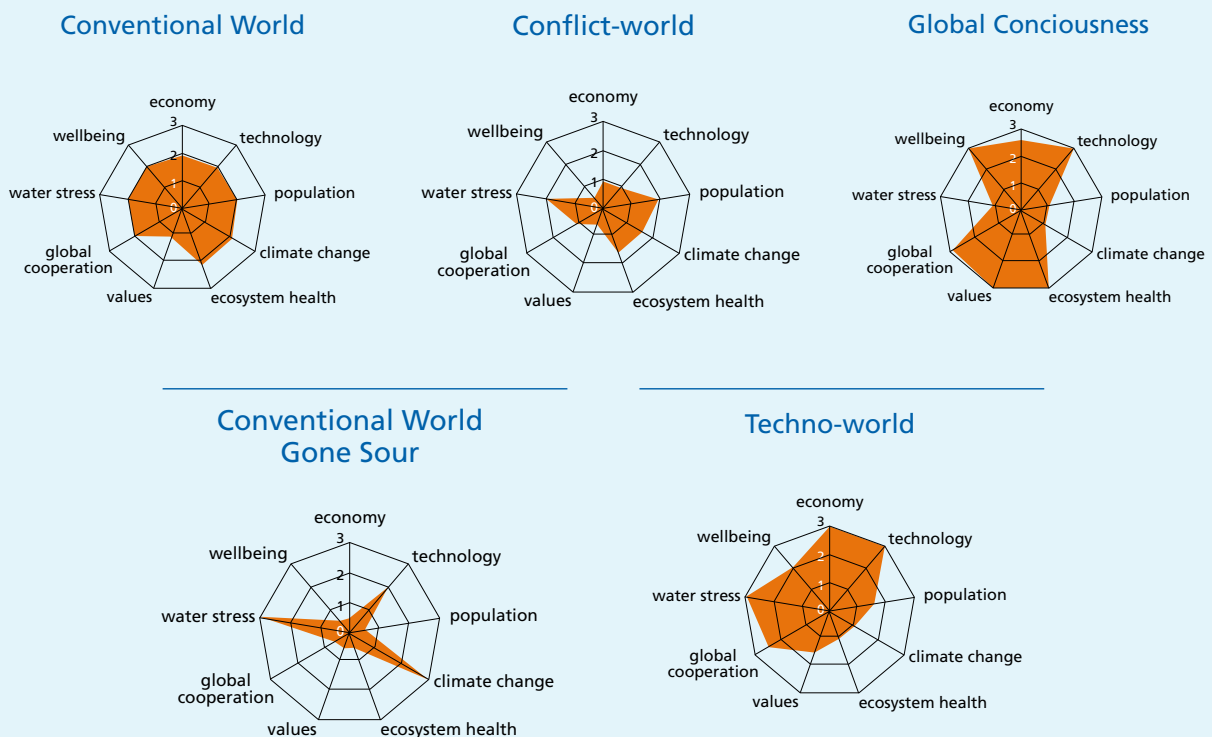 Conventional World
economy
3
wellbeing
technology
2
water stress
1
population
0
global
cooperation
climate change
values
ecosystem health
Conflict-world
economy
3
wellbeing
technology
2
water stress
1
population
0
global
cooperation
climate change
values
ecosystem health
Global Conciousness
economy
3
wellbeing
technology
2
water stress
1
population
0
global
cooperation
climate change
values
ecosystem health
Conventional World
Gone Sour
economy
3
wellbeing
technology
2
water stress
1
population
0
global
cooperation
climate change
values
ecosystem health
Techno-world
economy
3
wellbeing
technology
2
water stress
1
population
0
global
cooperation
climate change
values
ecosystem health